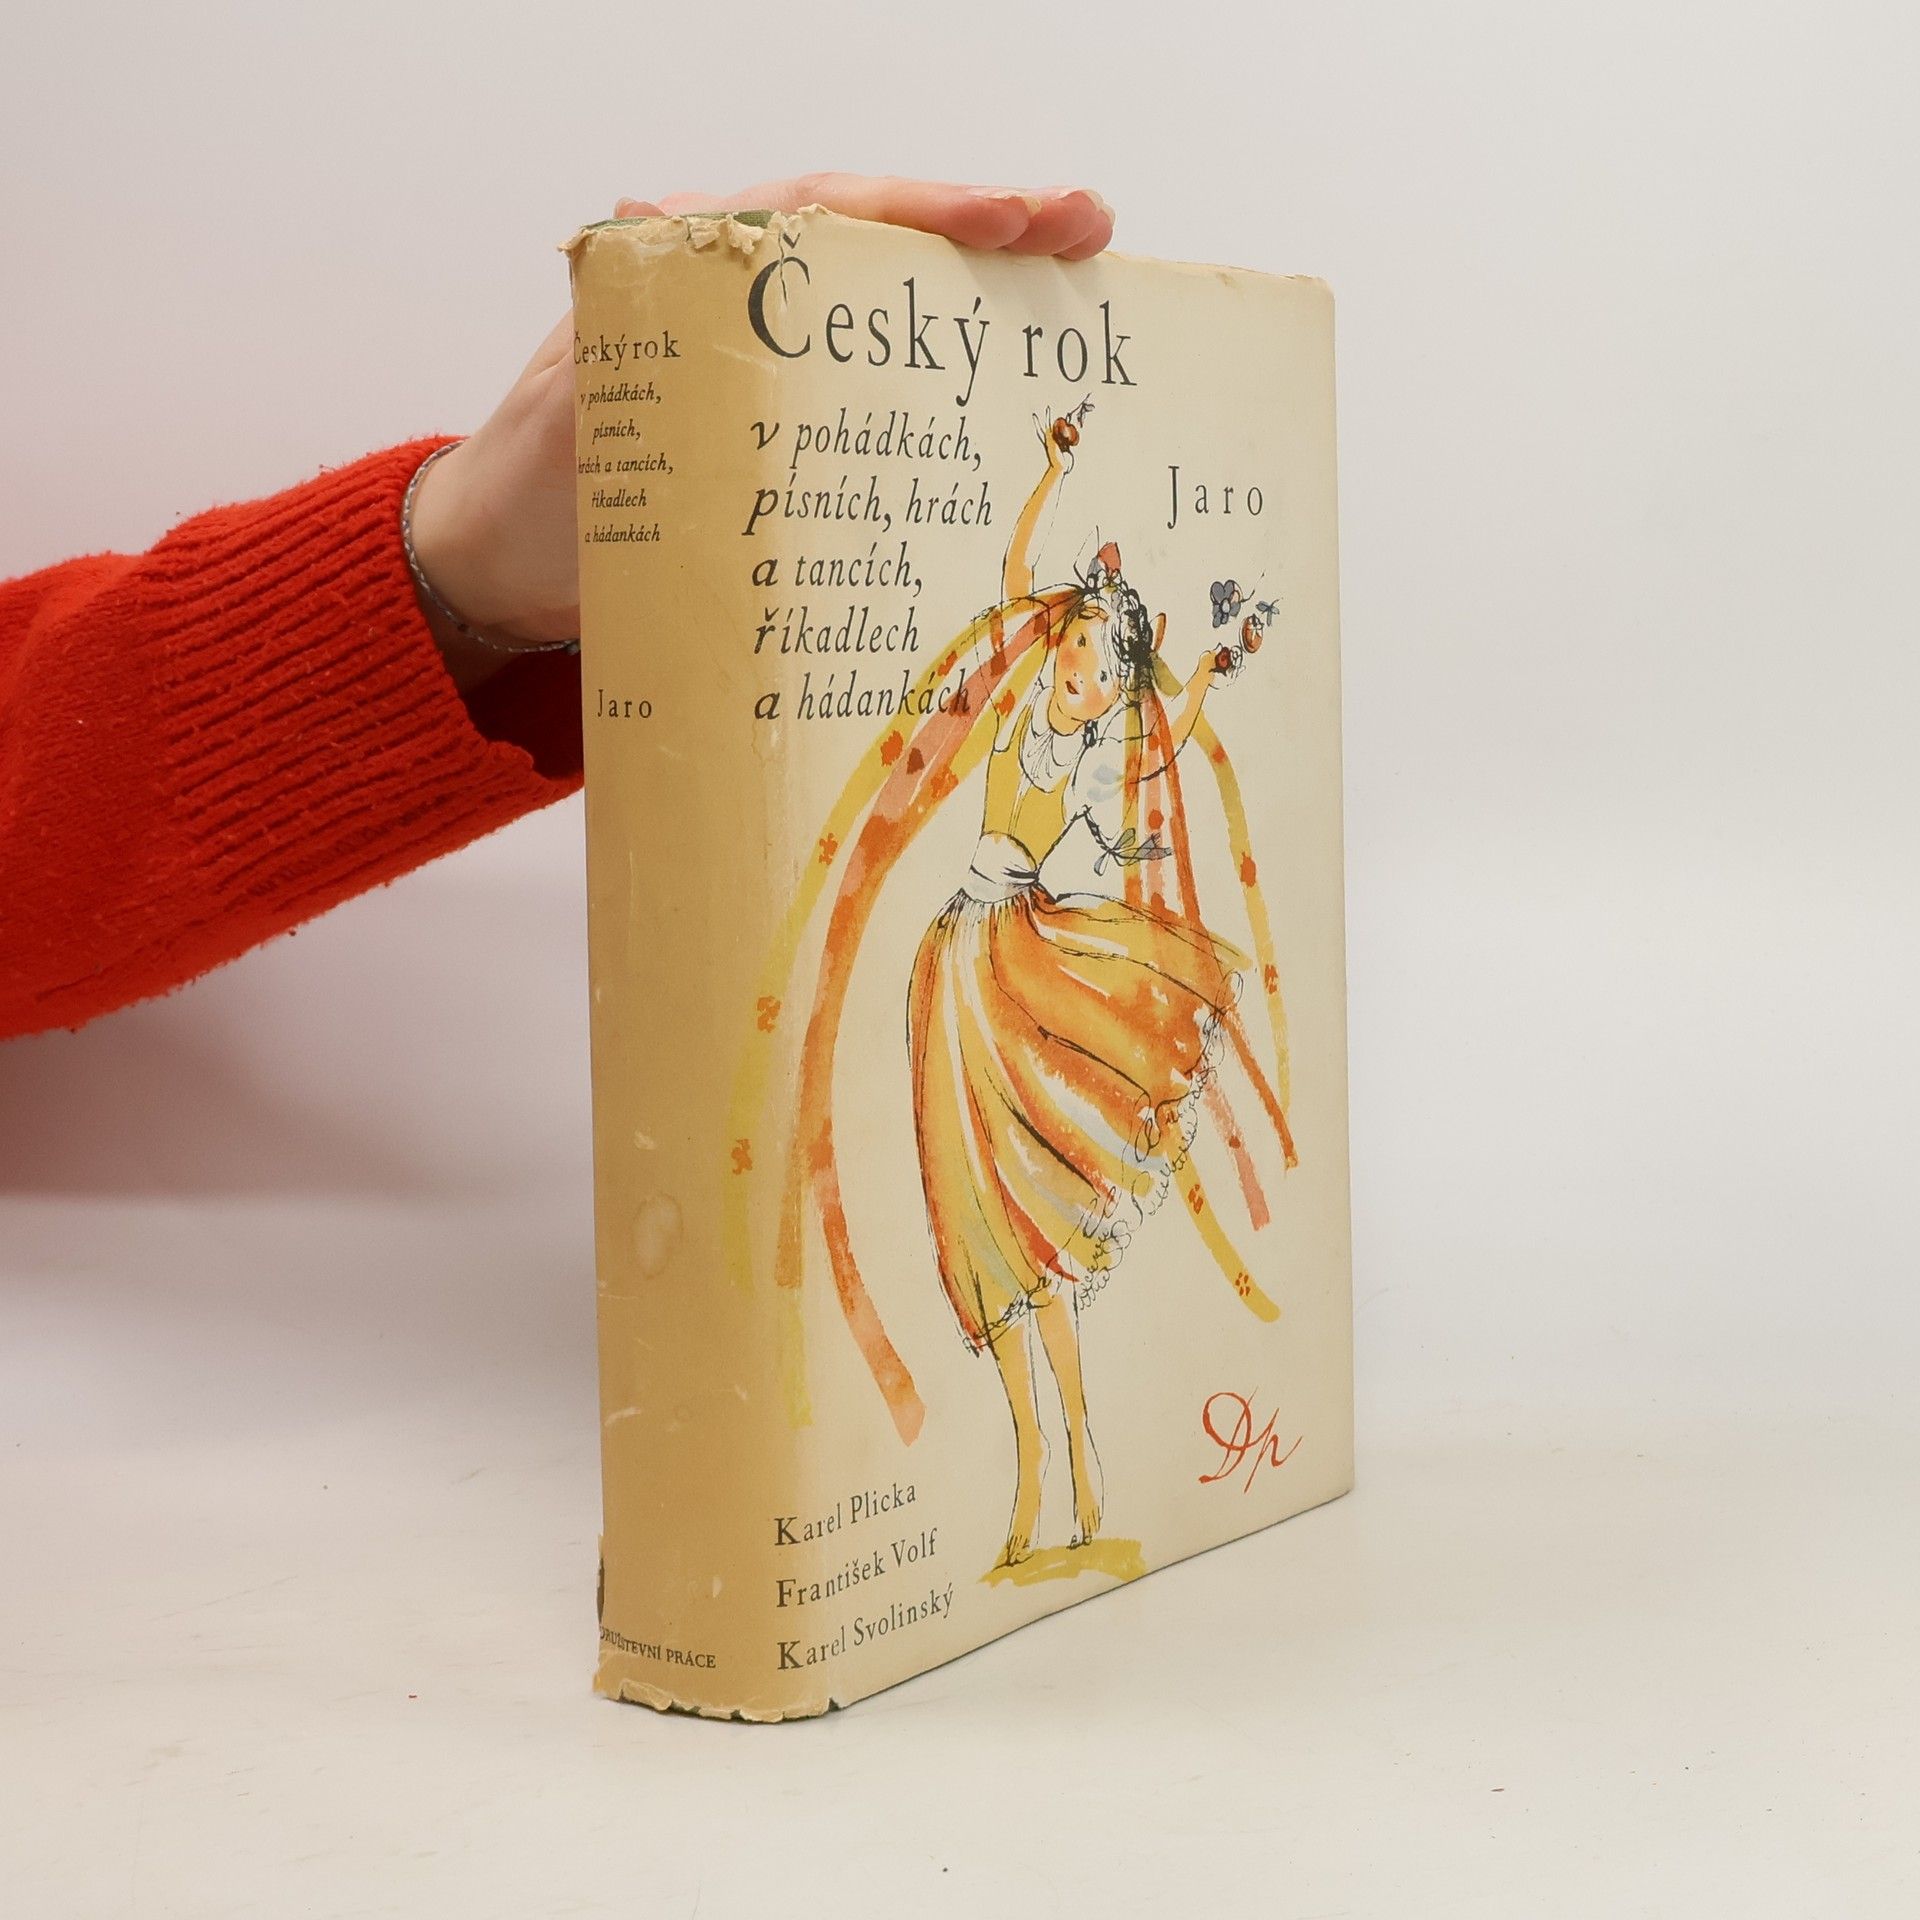 Český rok
v pohádkách,
písních,
hrách a tancích,
říkadlech
a hádankách
Jaro
DRUŽSTEVNÍ PRÁCE
Český rok
v pohádkách,
písních, hrách
a tancích,
říkadlech
a hádankách
Jaro
Dp
Karel Plicka
František Volf
Karel Svolinský